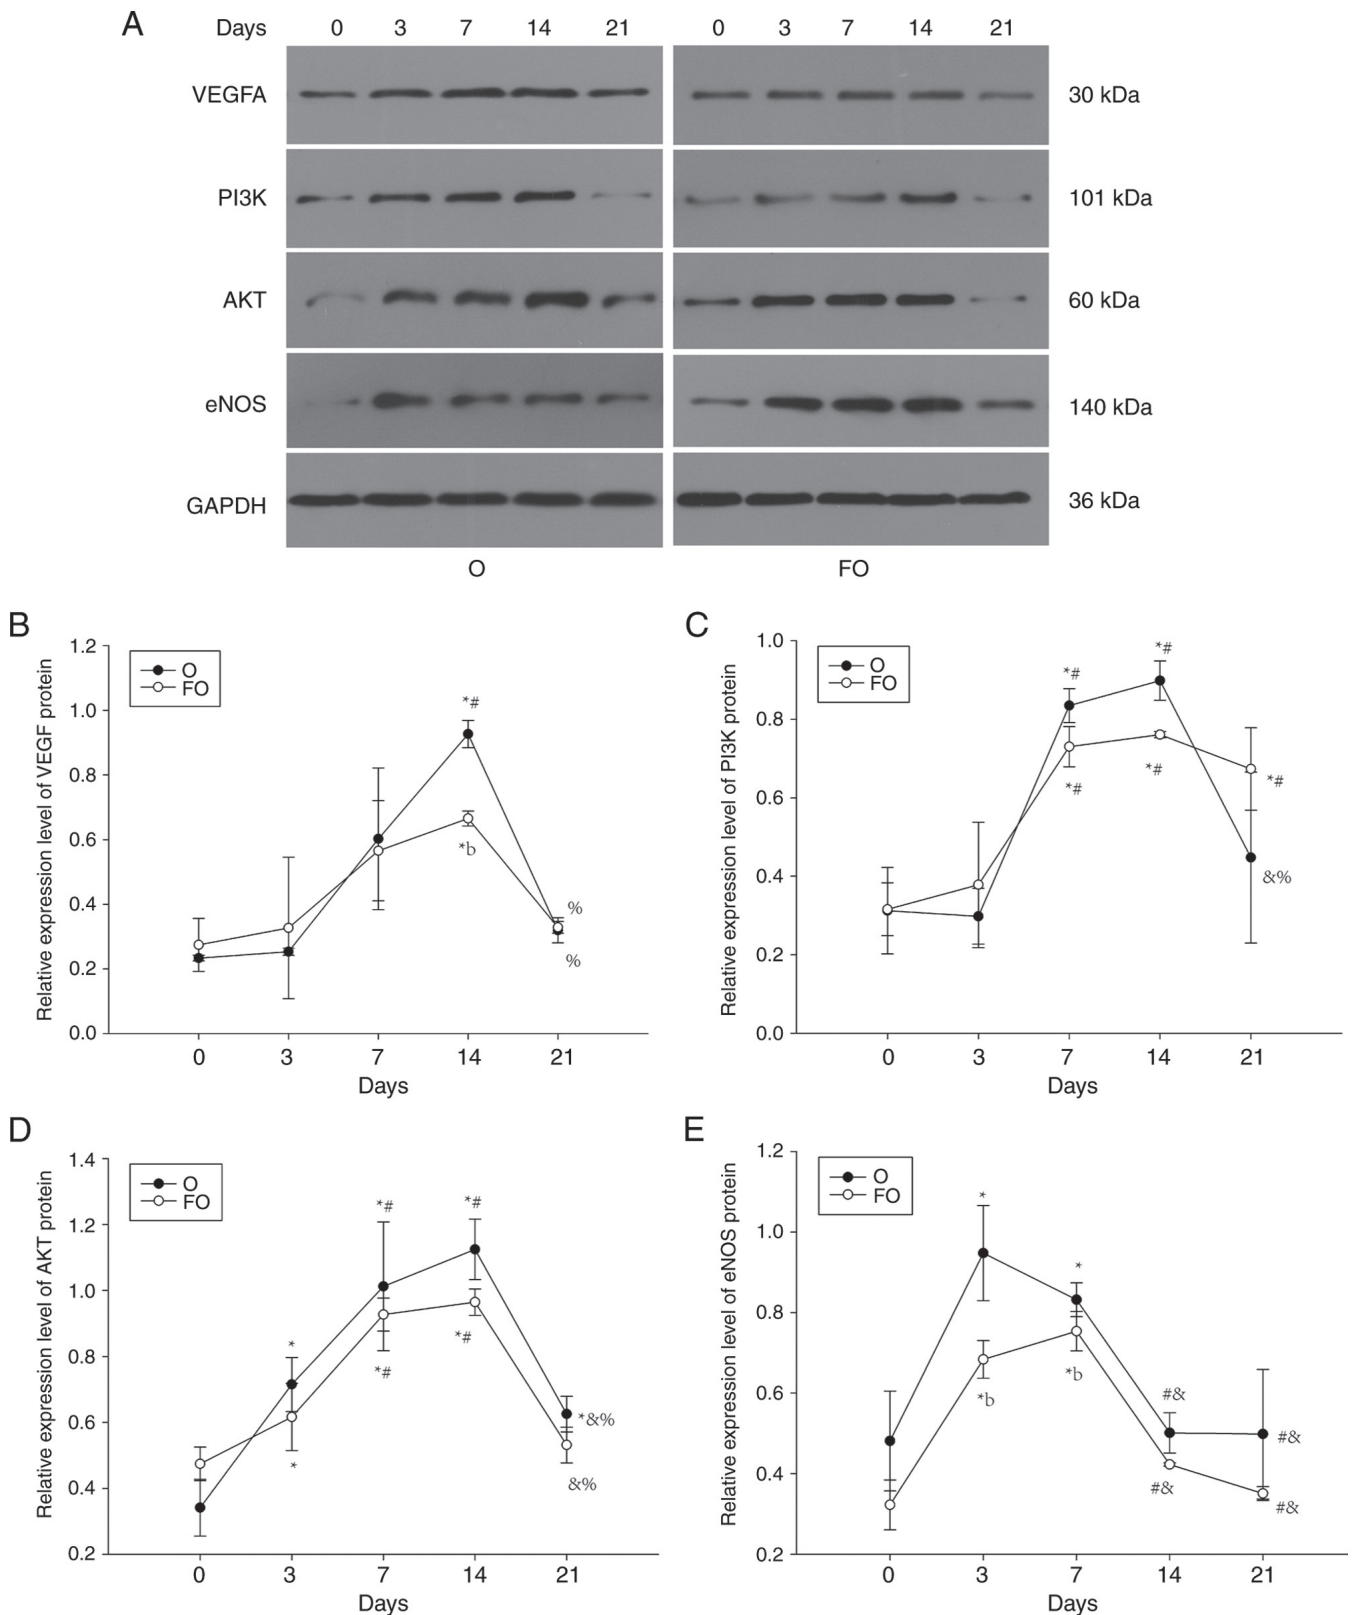 A
Days 0 3 7 14 21 0 3 7 14 21
VEGFA 30 kDa
PI3K 101 kDa
AKT 60 kDa
eNOS 140 kDa
GAPDH 36 kDa
O FO
B
Relative expression level of VEGF protein
1.2
1.0
0.8
0.6
0.4
0.2
0.0
O
FO
*#
*b
%
%
0 3 7 14 21
Days
C
Relative expression level of PI3K protein
1.0
0.8
0.6
0.4
0.2
0.0
O
FO
*#
*#
*#
*#
*#
&%
0 3 7 14 21
Days
D
Relative expression level of AKT protein
1.4
1.2
1.0
0.8
0.6
0.4
0.2
O
FO
*
*
*#
*#
*#
*#
*&%
&%
0 3 7 14 21
Days
E
Relative expression level of eNOS protein
1.2
1.0
0.8
0.6
0.4
0.2
O
FO
*
*b
*
*b
#&
#&
#&
#&
0 3 7 14 21
Days